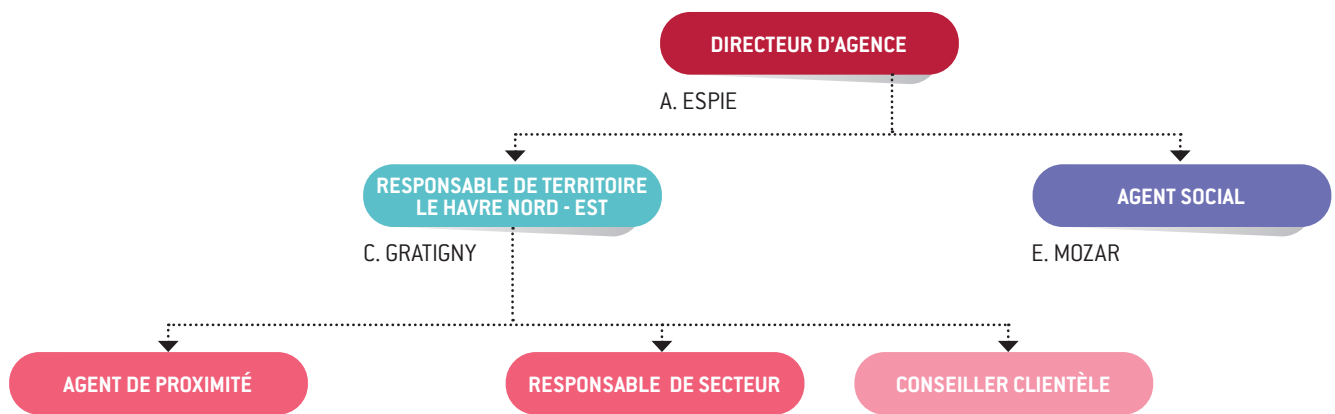 DIRECTEUR D'AGENCE
A. ESPIE
RESPONSABLE DE TERRITOIRE
LE HAVRE NORD - EST
C. GRATIGNY
AGENT SOCIAL
E. MOZAR
AGENT DE PROXIMITÉ
RESPONSABLE DE SECTEUR
CONSEILLER CLIENTÈLE